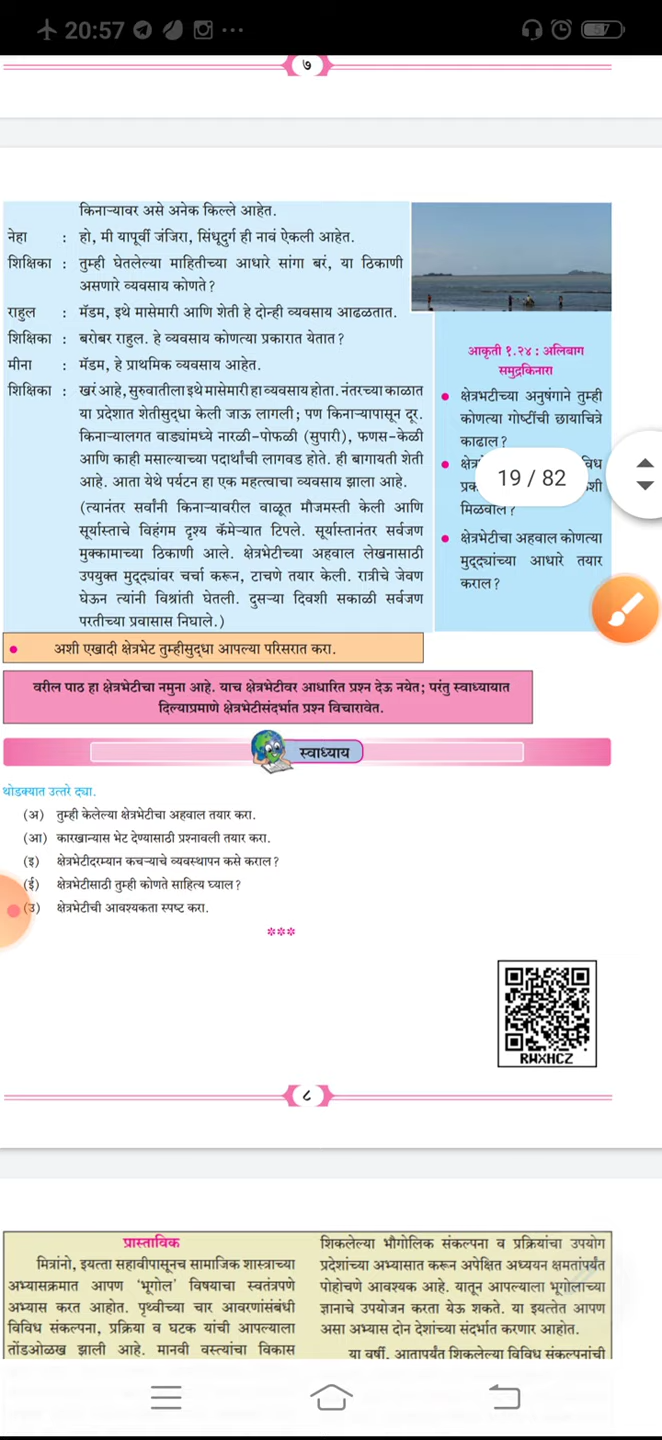 20:57
57
७
किनाऱ्यावर असे अनेक किल्ले आहेत.
नेहा : हो, मी यापूर्वी जंजिरा, सिंधूदुर्ग ही नावं ऐकली आहेत.
शिक्षिका : तुम्ही घेतलेल्या माहितीच्या आधारे सांगा बरं, या ठिकाणी
असणारे व्यवसाय कोणते ?
राहुल : मॅडम, इथे मासेमारी आणि शेती हे दोन्ही व्यवसाय आढळतात.
शिक्षिका : बरोबर राहुल. हे व्यवसाय कोणत्या प्रकारात येतात ?
मीना : मॅडम, हे प्राथमिक व्यवसाय आहेत.
शिक्षिका : खरं आहे, सुरुवातीला इथे मासेमारी हा व्यवसाय होता. नंतरच्या काळात
या प्रदेशात शेतीसुद्धा केली जाऊ लागली; पण किनाऱ्यापासून दूर.
किनाऱ्यालगत वाड्यांमध्ये नारळी-पोफळी (सुपारी), फणस-केळी
आणि काही मसाल्याच्या पदार्थांची लागवड होते. ही बागायती शेती
आहे. आता येथे पर्यटन हा एक महत्त्वाचा व्यवसाय झाला आहे.
(त्यानंतर सर्वांनी किनाऱ्यावरील वाळूत मौजमस्ती केली आणि
सूर्यास्ताचे विहंगम दृश्य कॅमेऱ्यात टिपले. सूर्यास्तानंतर सर्वजण
मुक्कामाच्या ठिकाणी आले. क्षेत्रभेटीच्या अहवाल लेखनासाठी
उपयुक्त मुद्द्यांवर चर्चा करून, टाचणे तयार केली. रात्रीचे जेवण
घेऊन त्यांनी विश्रांती घेतली. दुसऱ्या दिवशी सकाळी सर्वजण
परतीच्या प्रवासास निघाले.)
आकृती १.२४ : अलिबाग
समुद्रकिनारा
● क्षेत्रभटीच्या अनुषंगाने तुम्ही
कोणत्या गोष्टींची छायाचित्रे
काढाल ?
● क्षेत्र विध
प्रक शी
मिळवाल ?
● क्षेत्रभेटीचा अहवाल कोणत्या
मुद्द्यांच्या आधारे तयार
कराल ?
19 / 82
● अशी एखादी क्षेत्रभेट तुम्हीसुद्धा आपल्या परिसरात करा.
वरील पाठ हा क्षेत्रभेटीचा नमुना आहे. याच क्षेत्रभेटीवर आधारित प्रश्न देऊ नयेत; परंतु स्वाध्यायात
दिल्याप्रमाणे क्षेत्रभेटीसंदर्भात प्रश्न विचारावेत.
स्वाध्याय
थोडक्यात उत्तरे द्या.
(अ) तुम्ही केलेल्या क्षेत्रभेटीचा अहवाल तयार करा.
(आ) कारखान्यास भेट देण्यासाठी प्रश्नावली तयार करा.
(इ) क्षेत्रभेटीदरम्यान कचऱ्याचे व्यवस्थापन कसे कराल ?
(ई) क्षेत्रभेटीसाठी तुम्ही कोणते साहित्य घ्याल ?
(उ) क्षेत्रभेटीची आवश्यकता स्पष्ट करा.
***
RWXHCZ
८
प्रास्ताविक
मित्रांनो, इयत्ता सहावीपासूनच सामाजिक शास्त्राच्या
अभ्यासक्रमात आपण 'भूगोल' विषयाचा स्वतंत्रपणे
अभ्यास करत आहोत. पृथ्वीच्या चार आवरणांसंबंधी
विविध संकल्पना, प्रक्रिया व घटक यांची आपल्याला
तोंडओळख झाली आहे. मानवी वस्त्यांचा विकास
शिकलेल्या भौगोलिक संकल्पना व प्रक्रियांचा उपयोग
प्रदेशांच्या अभ्यासात करून अपेक्षित अध्ययन क्षमतांपर्यंत
पोहोचणे आवश्यक आहे. यातून आपल्याला भूगोलाच्या
ज्ञानाचे उपयोजन करता येऊ शकते. या इयत्तेत आपण
असा अभ्यास दोन देशांच्या संदर्भात करणार आहोत.
या वर्षी, आतापर्यंत शिकलेल्या विविध संकल्पनांची